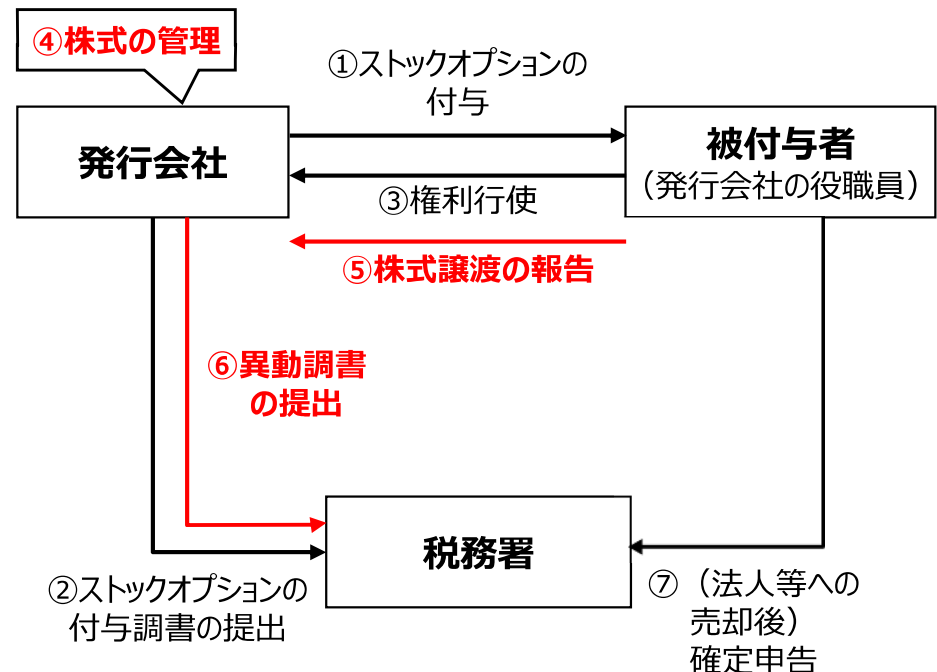 ④株式の管理
①ストックオプションの
付与
発行会社
被付与者
（発行会社の役職員）
③権利行使
⑤株式譲渡の報告
⑥異動調書
の提出
税務署
②ストックオプションの
付与調書の提出
⑦（法人等への
売却後）
確定申告